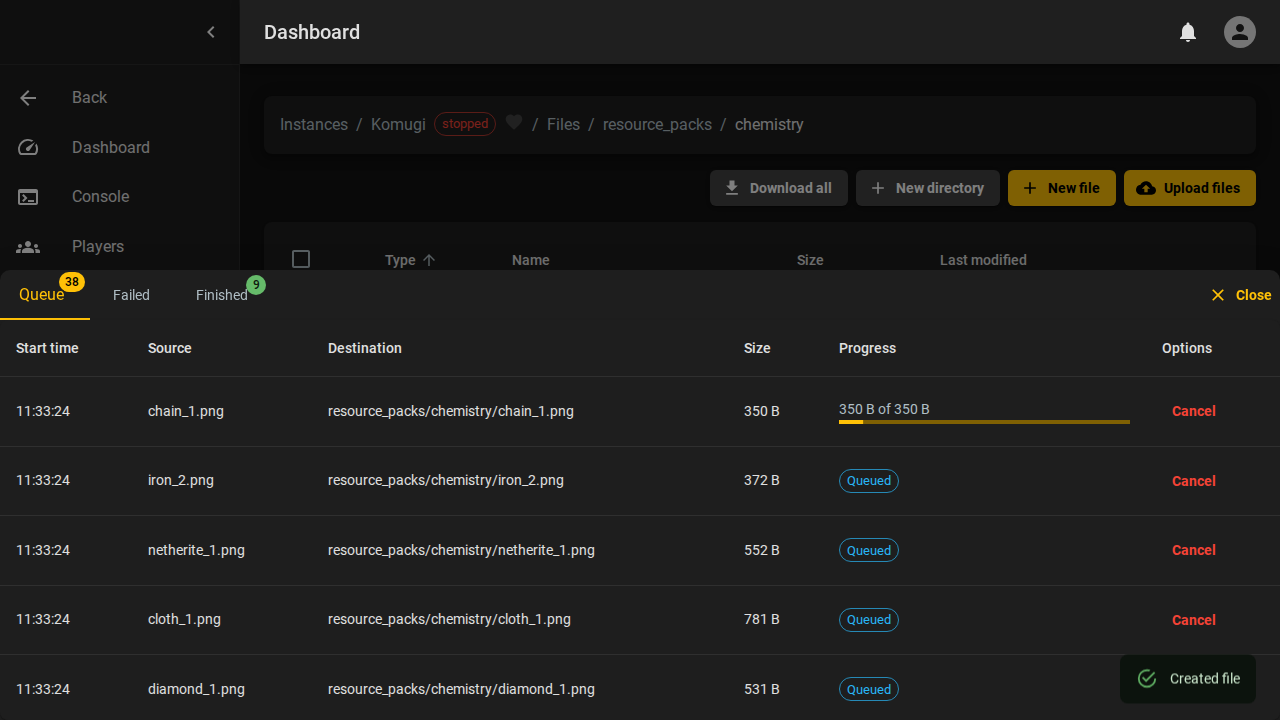 Dashboard
Back
Dashboard
Console
Players
Instances / Komugi stopped / Files / resource_packs / chemistry
Download all
New directory
New file
Upload files
Type
Name
Size
Last modified
Queue 38
Failed
Finished 9
Close
Start time Source Destination Size Progress Options
11:33:24 chain_1.png resource_packs/chemistry/chain_1.png 350 B 350 B of 350 B Cancel
11:33:24 iron_2.png resource_packs/chemistry/iron_2.png 372 B Queued Cancel
11:33:24 netherite_1.png resource_packs/chemistry/netherite_1.png 552 B Queued Cancel
11:33:24 cloth_1.png resource_packs/chemistry/cloth_1.png 781 B Queued Cancel
11:33:24 diamond_1.png resource_packs/chemistry/diamond_1.png 531 B Queued
Created file